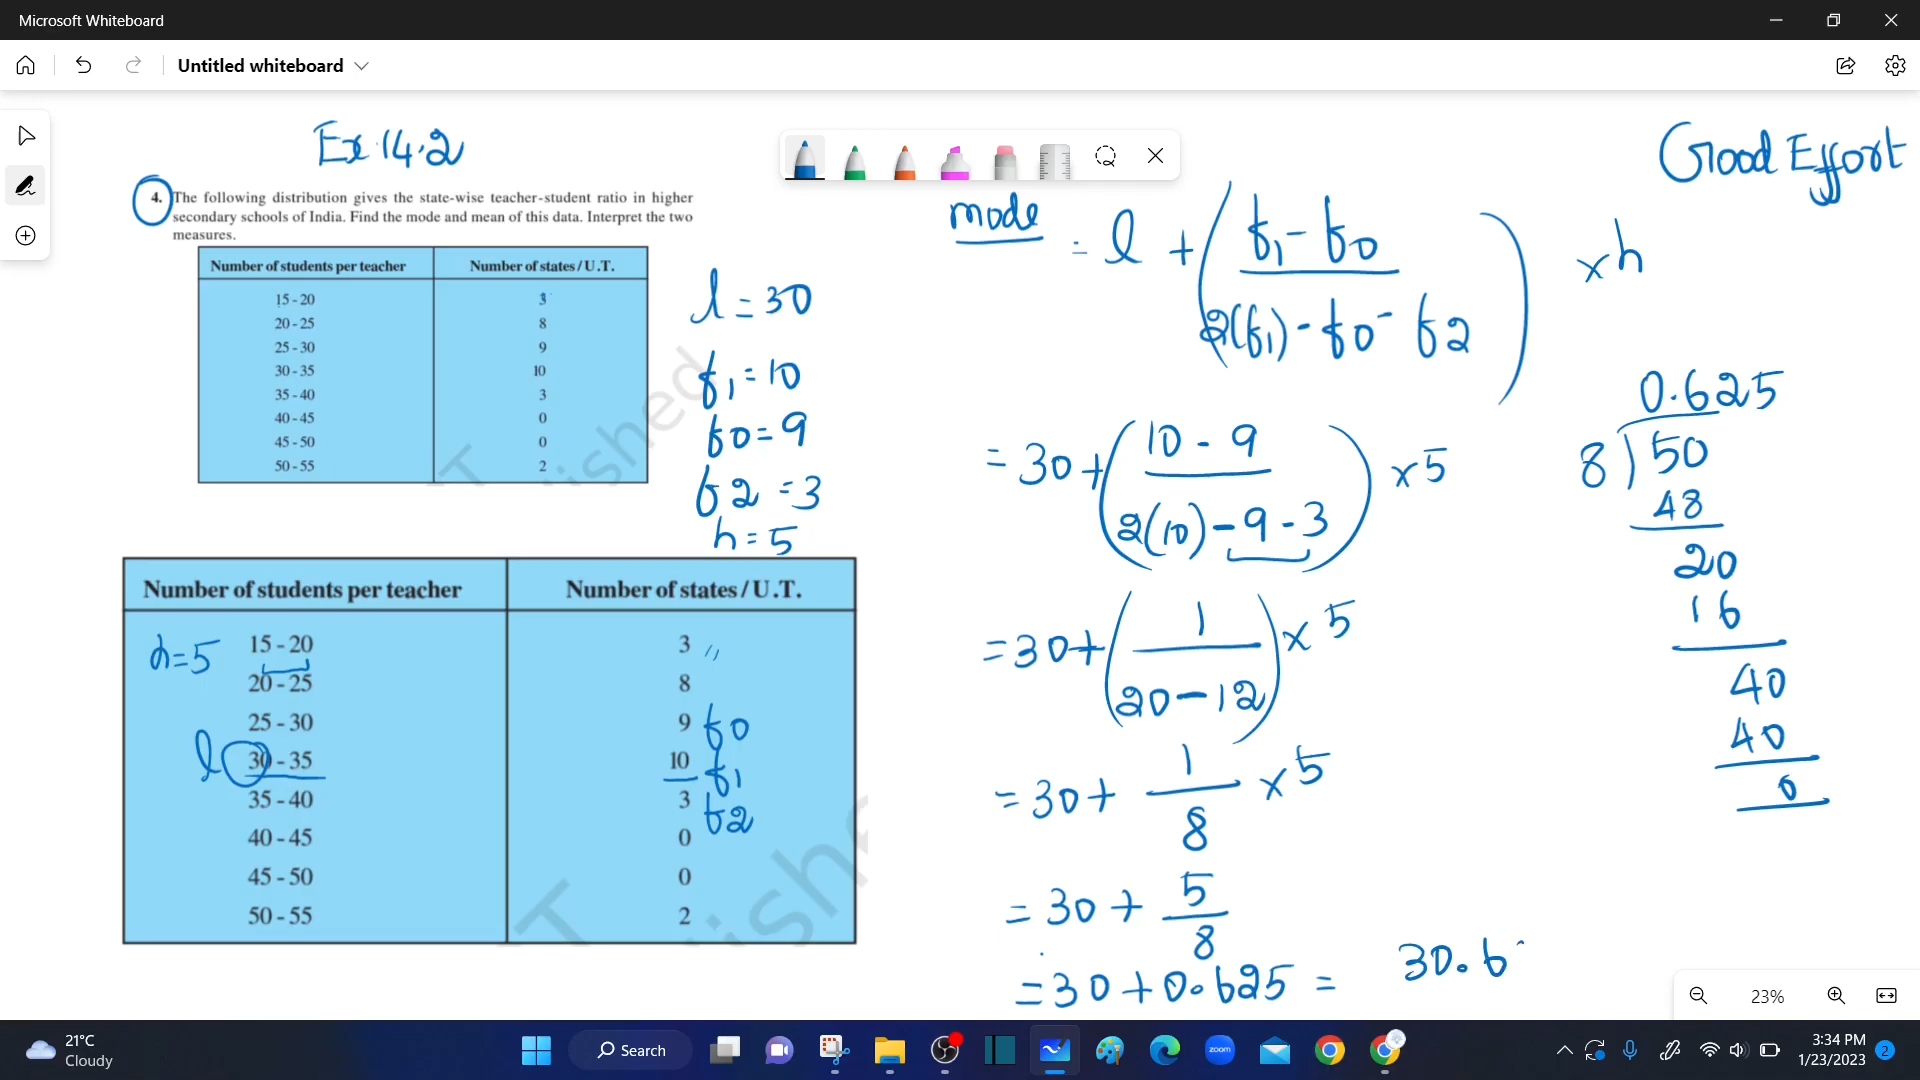 Microsoft Whiteboard
Untitled whiteboard
Ex 14.2
Good Effort
4. The following distribution gives the state-wise teacher-student ratio in higher
secondary schools of India. Find the mode and mean of this data. Interpret the two
measures.
Number of students per teacher Number of states / U.T.
15 - 20 3
20 - 25 8
25 - 30 9
30 - 35 10
35 - 40 3
40 - 45 0
45 - 50 0
50 - 55 2
l = 30
f1 = 10
f0 = 9
f2 = 3
h = 5
Number of students per teacher Number of states / U.T.
h=5 15 - 20 3 "
20 - 25 8
25 - 30 9 f0
l 30 - 35 10 f1
35 - 40 3 f2
40 - 45 0
45 - 50 0
50 - 55 2
mode = l + ( f1 - f0 / 2(f1) - f0 - f2 ) x h
= 30 + ( 10 - 9 / 2(10) - 9 - 3 ) x 5
= 30 + ( 1 / 20 - 12 ) x 5
= 30 + 1 / 8 x 5
= 30 + 5 / 8
= 30 + 0.625 = 30.6
0.625
8 ) 50
48
20
16
40
40
0
23%
21°C
Cloudy
Search
zoom
3:34 PM
1/23/2023
2